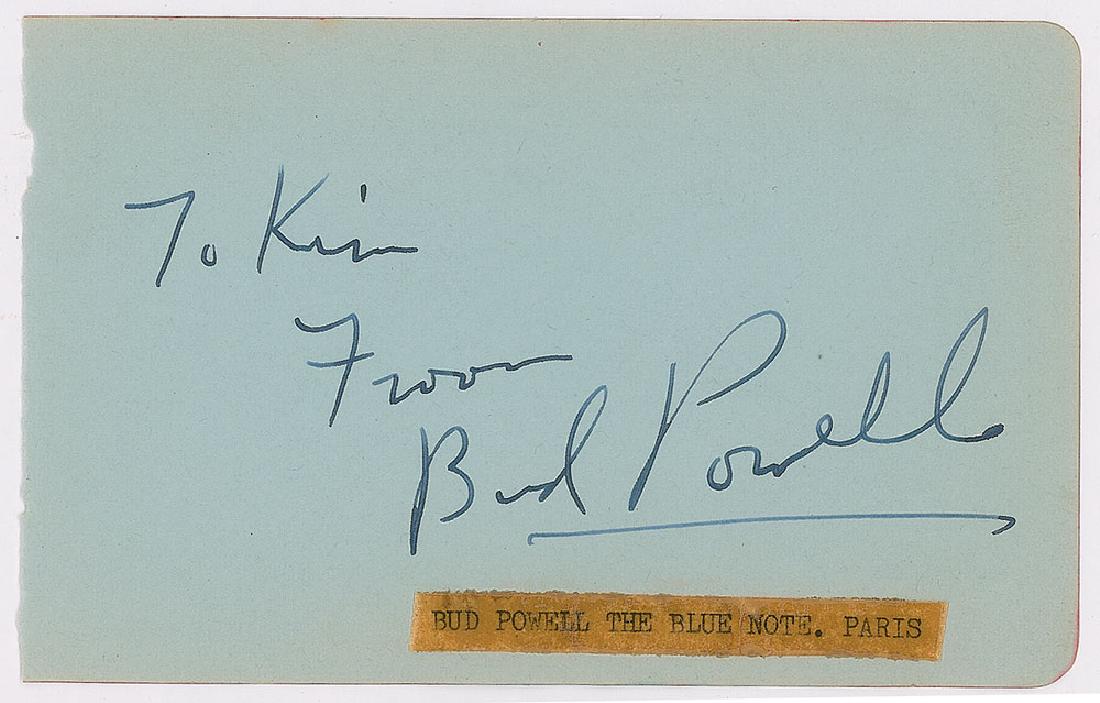 To Kim
From
Bud Powell
BUD POWELL THE BLUE NOTE. PARIS